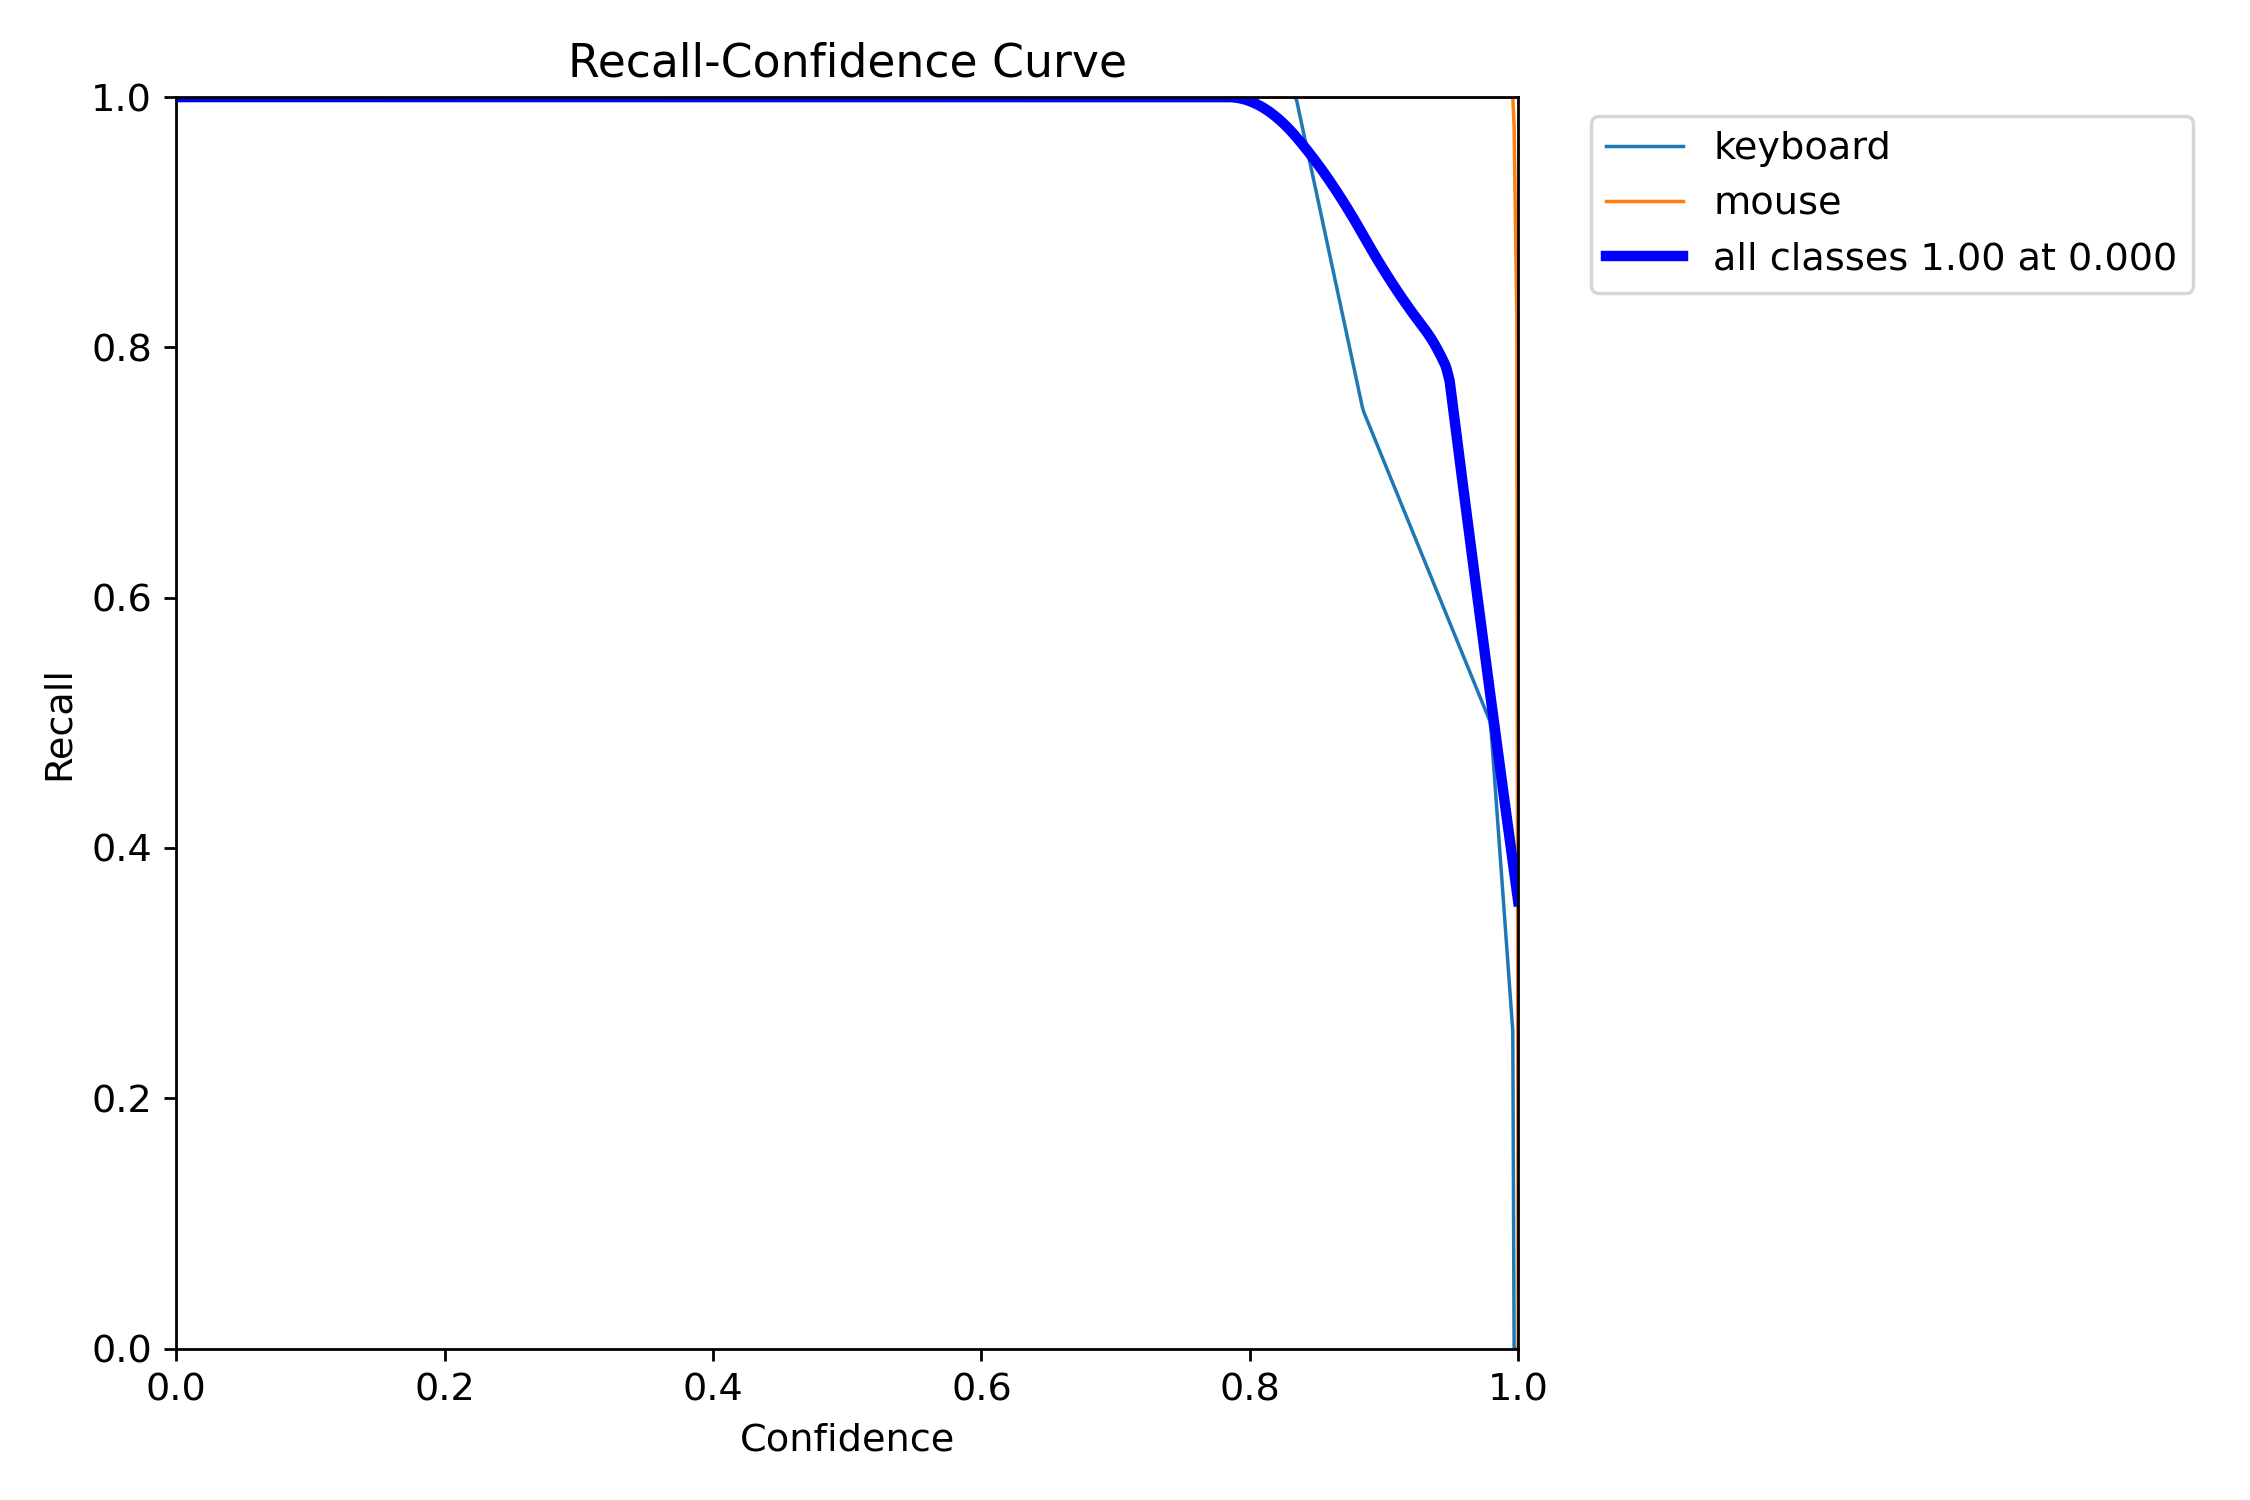 Recall-Confidence Curve
1.0
0.8
0.6
0.4
0.2
0.0
Recall
0.0 0.2 0.4 0.6 0.8 1.0
Confidence
keyboard
mouse
all classes 1.00 at 0.000